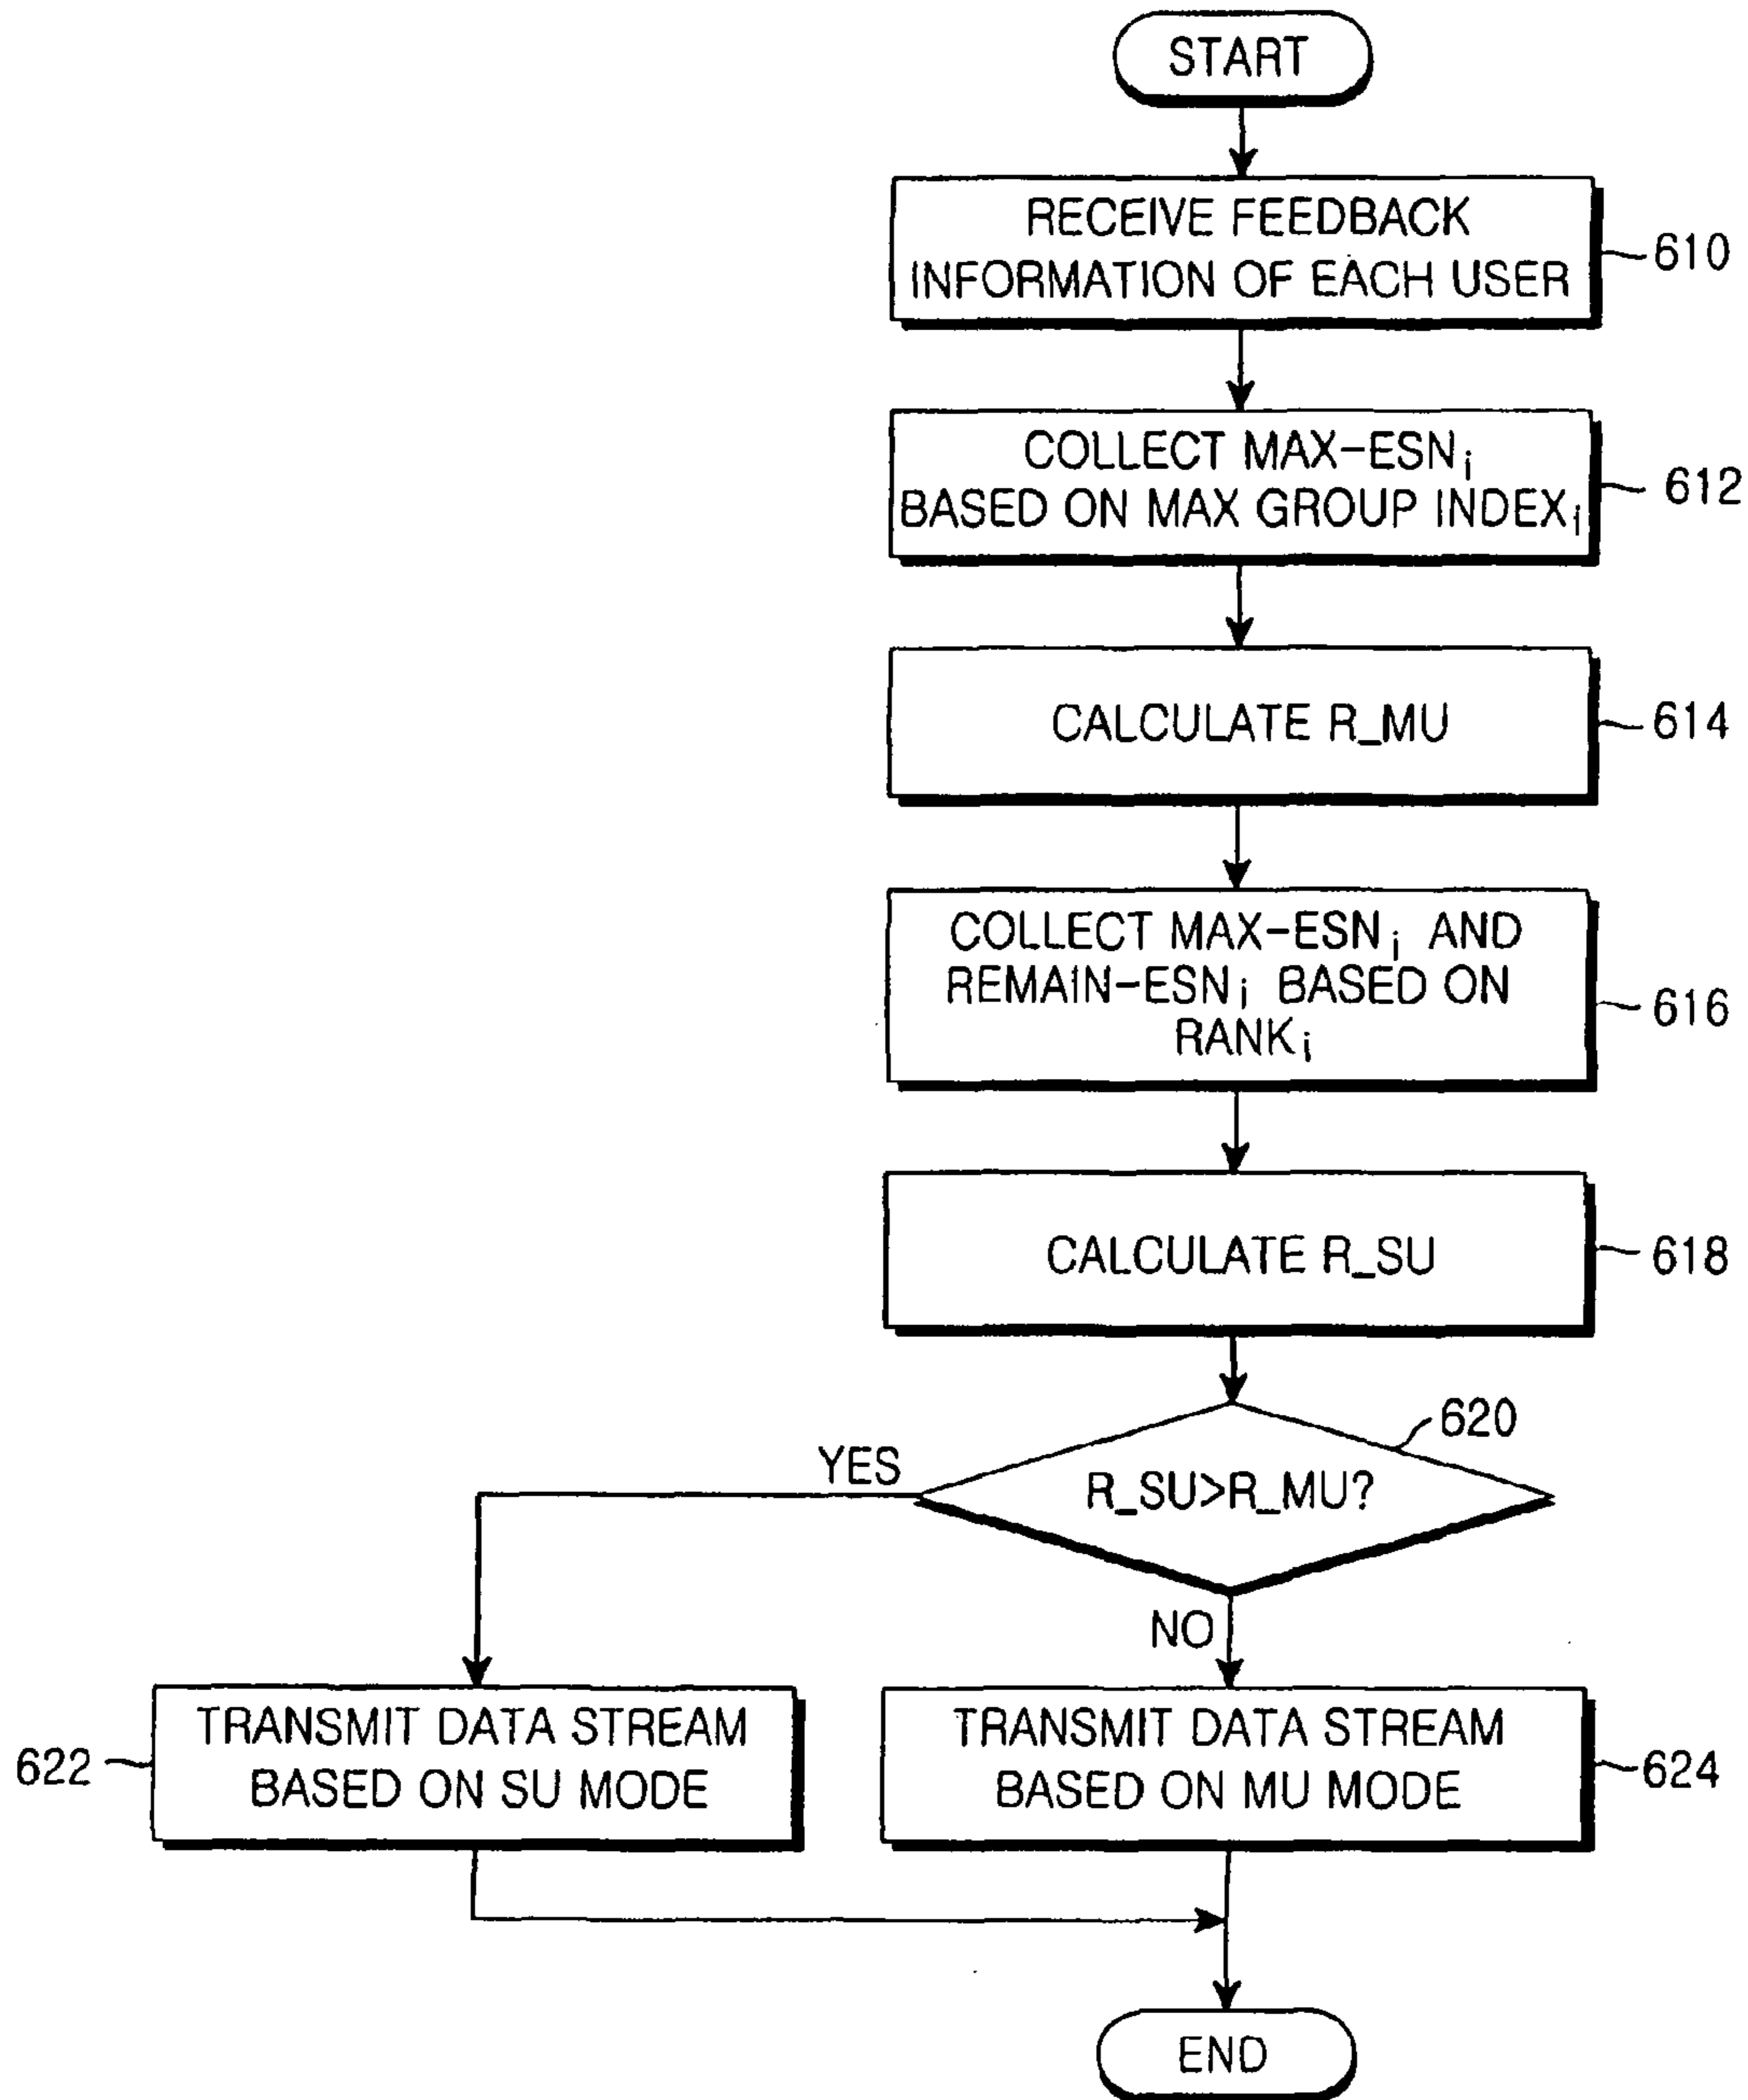 START
RECEIVE FEEDBACK
INFORMATION OF EACH USER
610
COLLECT MAX-ESNi
BASED ON MAX GROUP INDEXi
612
CALCULATE R_MU
614
COLLECT MAX-ESNi AND
REMAIN-ESNi BASED ON
RANKi
616
CALCULATE R_SU
618
620
YES
R_SU>R_MU?
NO
TRANSMIT DATA STREAM
BASED ON SU MODE
622
TRANSMIT DATA STREAM
BASED ON MU MODE
624
END